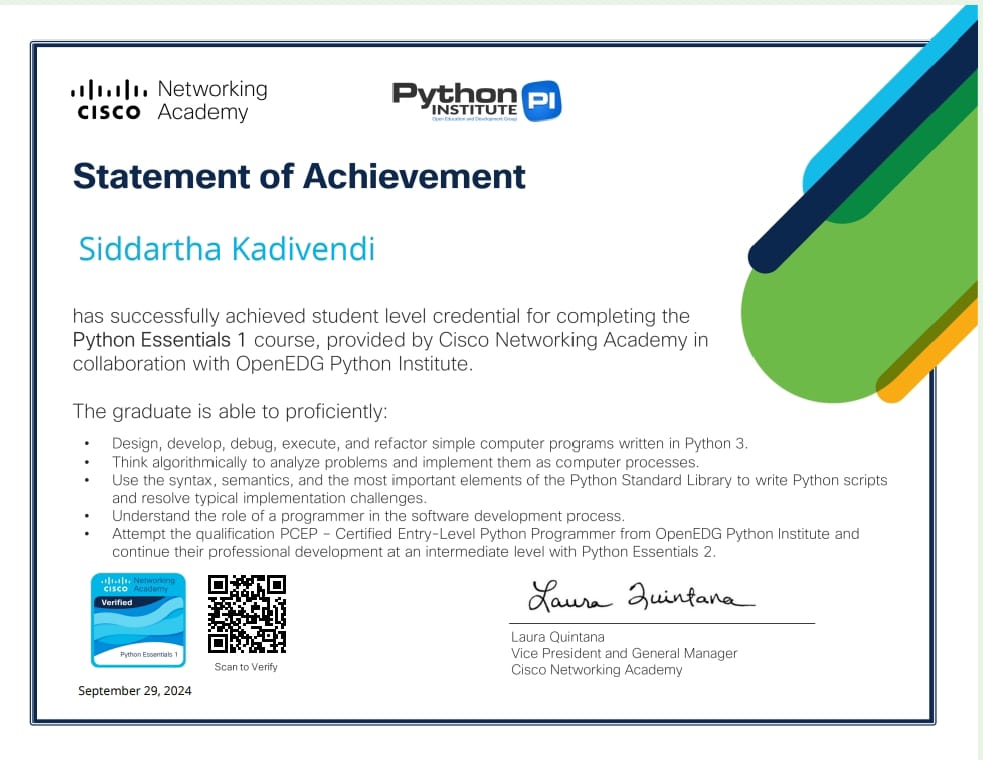 Networking
CISCO Academy
Python PI
INSTITUTE
Open Education and Development Group
Statement of Achievement
Siddartha Kadivendi
has successfully achieved student level credential for completing the
Python Essentials 1 course, provided by Cisco Networking Academy in
collaboration with OpenEDG Python Institute.
The graduate is able to proficiently:
• Design, develop, debug, execute, and refactor simple computer programs written in Python 3.
• Think algorithmically to analyze problems and implement them as computer processes.
• Use the syntax, semantics, and the most important elements of the Python Standard Library to write Python scripts
and resolve typical implementation challenges.
• Understand the role of a programmer in the software development process.
• Attempt the qualification PCEP – Certified Entry-Level Python Programmer from OpenEDG Python Institute and
continue their professional development at an intermediate level with Python Essentials 2.
Networking
CISCO Academy
Verified
Python Essentials 1
Scan to Verify
September 29, 2024
Laura Quintana
Laura Quintana
Vice President and General Manager
Cisco Networking Academy